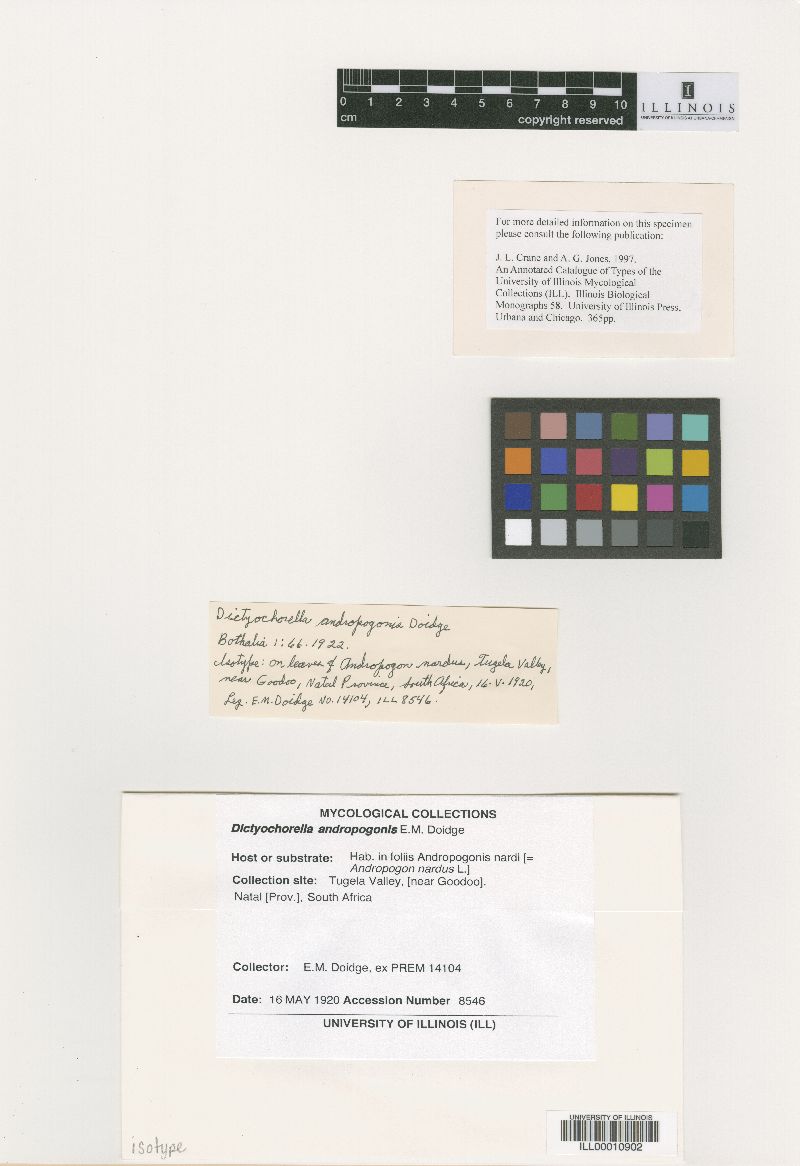 0 1 2 3 4 5 6 7 8 9 10
cm copyright reserved
I
ILLINOIS
UNIVERSITY OF ILLINOIS AT URBANA-CHAMPAIGN
For more detailed information on this specimen
please consult the following publication:
J. L. Crane and A. G. Jones. 1997.
An Annotated Catalogue of Types of the
University of Illinois Mycological
Collections (ILL). Illinois Biological
Monographs 58. University of Illinois Press,
Urbana and Chicago. 365pp.
Dictyochorella andropogonis Doidge
Bothalia 1:66.1922.
Isotype: on leaves of Andropogon nardus, Tugela Valley,
near Goodoo, Natal Province, South Africa, 16-V-1920,
Leg. E.M. Doidge No. 14104, ILL 8546.
MYCOLOGICAL COLLECTIONS
Dictyochorella andropogonis E.M. Doidge
Host or substrate: Hab. in foliis Andropogonis nardi [=
Andropogon nardus L.]
Collection site: Tugela Valley, [near Goodoo].
Natal [Prov.], South Africa
Collector: E.M. Doidge, ex PREM 14104
Date: 16 MAY 1920 Accession Number 8546
UNIVERSITY OF ILLINOIS (ILL)
isotype
UNIVERSITY OF ILLINOIS
ILL00010902